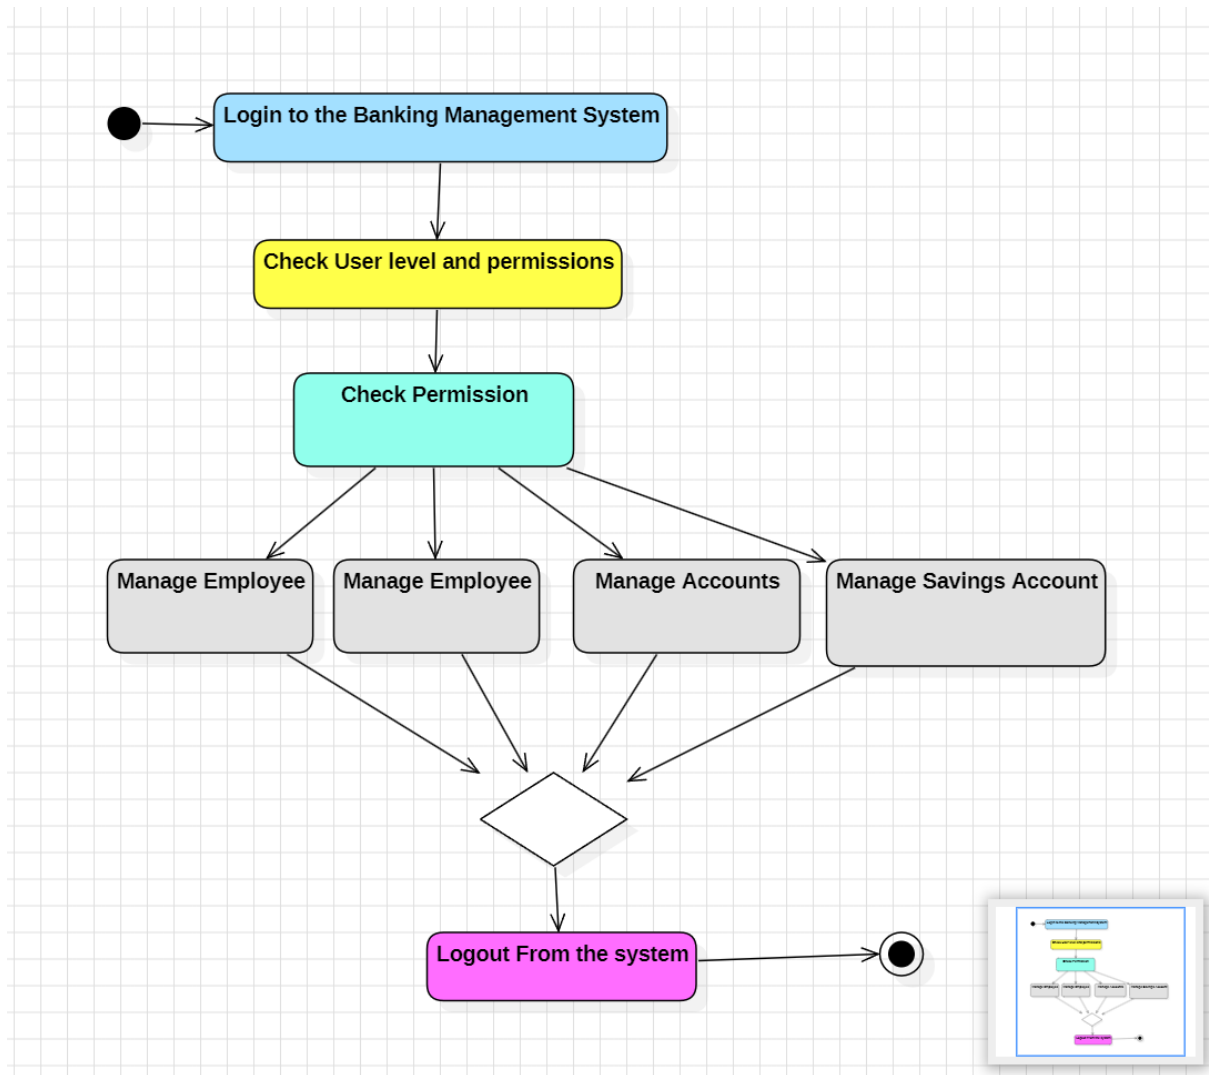 Login to the Banking Management System
Check User level and permissions
Check Permission
Manage Employee
Manage Employee
Manage Accounts
Manage Savings Account
Logout From the system